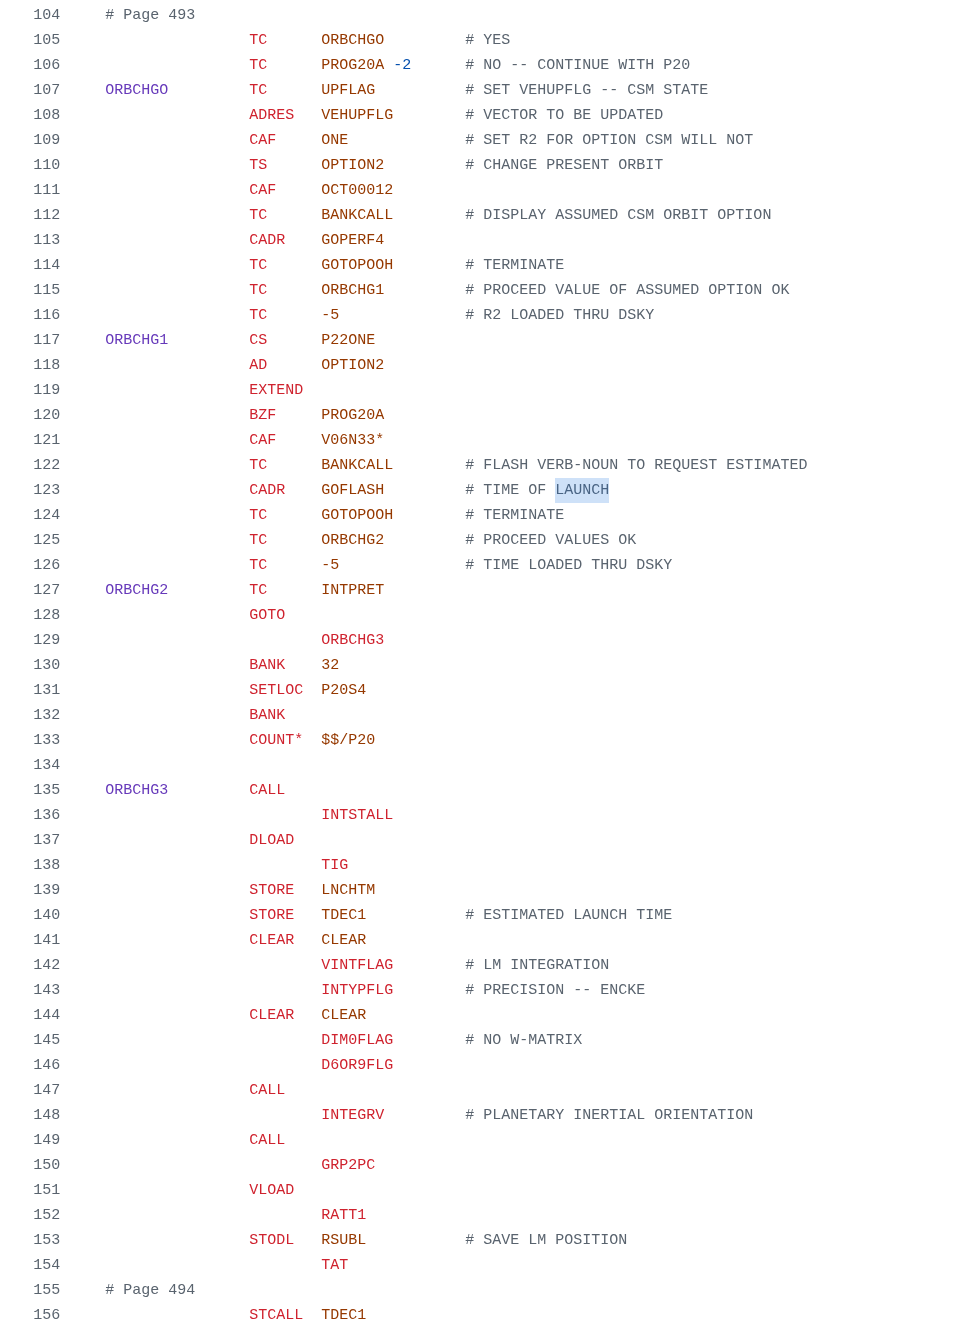 104 # Page 493
105 TC ORBCHGO # YES
106 TC PROG20A -2 # NO -- CONTINUE WITH P20
107 ORBCHGO TC UPFLAG # SET VEHUPFLG -- CSM STATE
108 ADRES VEHUPFLG # VECTOR TO BE UPDATED
109 CAF ONE # SET R2 FOR OPTION CSM WILL NOT
110 TS OPTION2 # CHANGE PRESENT ORBIT
111 CAF OCT00012
112 TC BANKCALL # DISPLAY ASSUMED CSM ORBIT OPTION
113 CADR GOPERF4
114 TC GOTOPOOH # TERMINATE
115 TC ORBCHG1 # PROCEED VALUE OF ASSUMED OPTION OK
116 TC -5 # R2 LOADED THRU DSKY
117 ORBCHG1 CS P22ONE
118 AD OPTION2
119 EXTEND
120 BZF PROG20A
121 CAF V06N33*
122 TC BANKCALL # FLASH VERB-NOUN TO REQUEST ESTIMATED
123 CADR GOFLASH # TIME OF LAUNCH
124 TC GOTOPOOH # TERMINATE
125 TC ORBCHG2 # PROCEED VALUES OK
126 TC -5 # TIME LOADED THRU DSKY
127 ORBCHG2 TC INTPRET
128 GOTO
129 ORBCHG3
130 BANK 32
131 SETLOC P20S4
132 BANK
133 COUNT* $$/P20
134
135 ORBCHG3 CALL
136 INTSTALL
137 DLOAD
138 TIG
139 STORE LNCHTM
140 STORE TDEC1 # ESTIMATED LAUNCH TIME
141 CLEAR CLEAR
142 VINTFLAG # LM INTEGRATION
143 INTYPFLG # PRECISION -- ENCKE
144 CLEAR CLEAR
145 DIM0FLAG # NO W-MATRIX
146 D6OR9FLG
147 CALL
148 INTEGRV # PLANETARY INERTIAL ORIENTATION
149 CALL
150 GRP2PC
151 VLOAD
152 RATT1
153 STODL RSUBL # SAVE LM POSITION
154 TAT
155 # Page 494
156 STCALL TDEC1